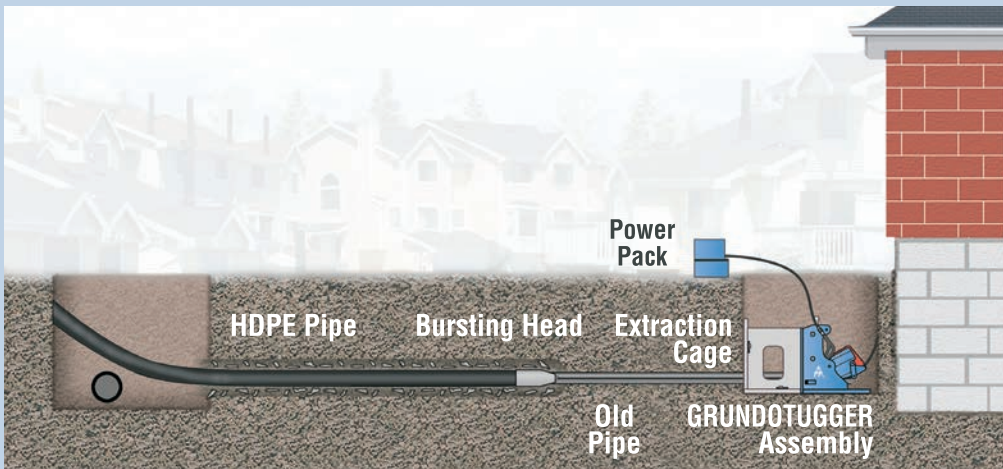 Power
Pack
HDPE Pipe
Bursting Head
Extraction
Cage
Old
Pipe
GRUNDOTUGGER
Assembly